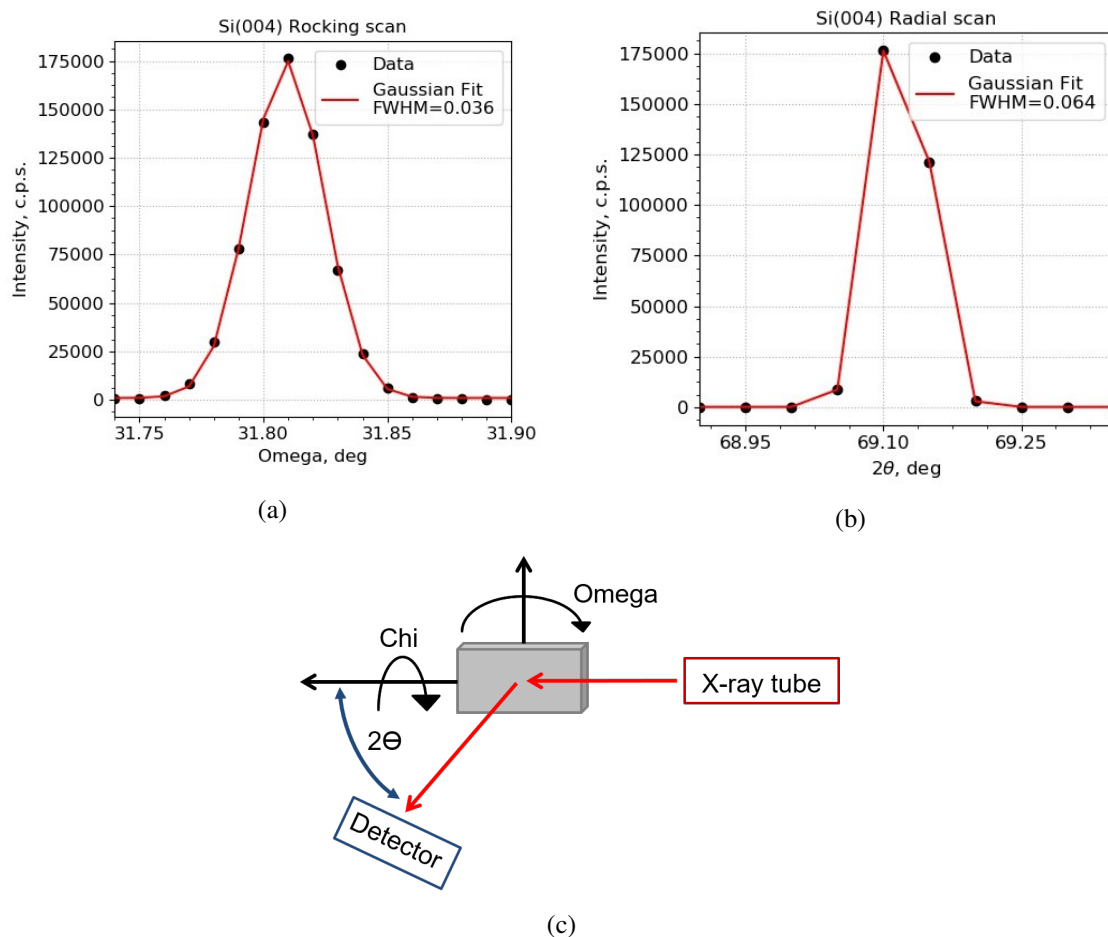 Si(004) Rocking scan
Intensity, c.p.s.
175000
150000
125000
100000
75000
50000
25000
0
Data
Gaussian Fit
FWHM=0.036
31.75 31.80 31.85 31.90
Omega, deg
(a)
Si(004) Radial scan
Intensity, c.p.s.
175000
150000
125000
100000
75000
50000
25000
0
Data
Gaussian Fit
FWHM=0.064
68.95 69.10 69.25
2θ, deg
(b)
Omega
Chi
X-ray tube
2Θ
Detector
(c)